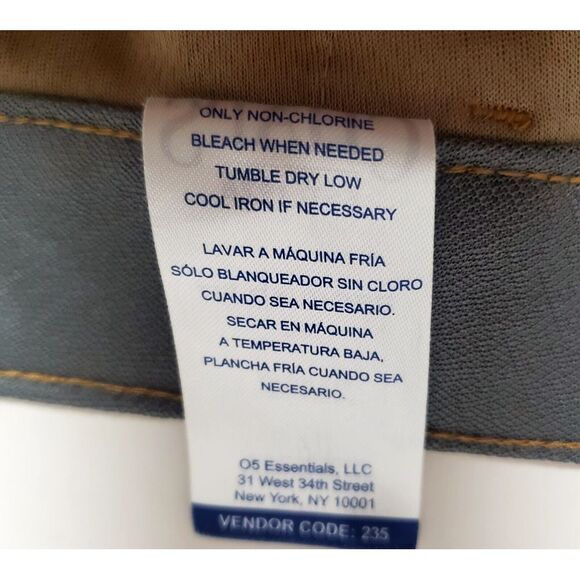 ONLY NON-CHLORINE
BLEACH WHEN NEEDED
TUMBLE DRY LOW
COOL IRON IF NECESSARY
LAVAR A MÁQUINA FRÍA
SÓLO BLANQUEADOR SIN CLORO
CUANDO SEA NECESARIO.
SECAR EN MÁQUINA
A TEMPERATURA BAJA,
PLANCHA FRÍA CUANDO SEA
NECESARIO.
O5 Essentials, LLC
31 West 34th Street
New York, NY 10001
VENDOR CODE: 235